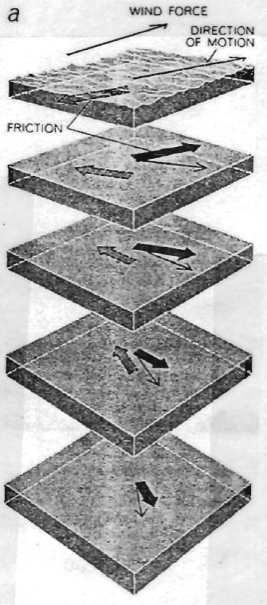 a
WIND FORCE
DIRECTION
OF MOTION
FRICTION